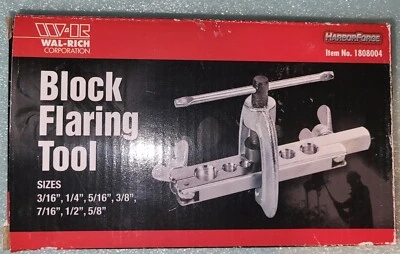 W-R
WAL-RICH
CORPORATION
HARBORFORGE
Item No. 1808004
Block
Flaring
Tool
SIZES
3/16", 1/4", 5/16", 3/8",
7/16", 1/2", 5/8"